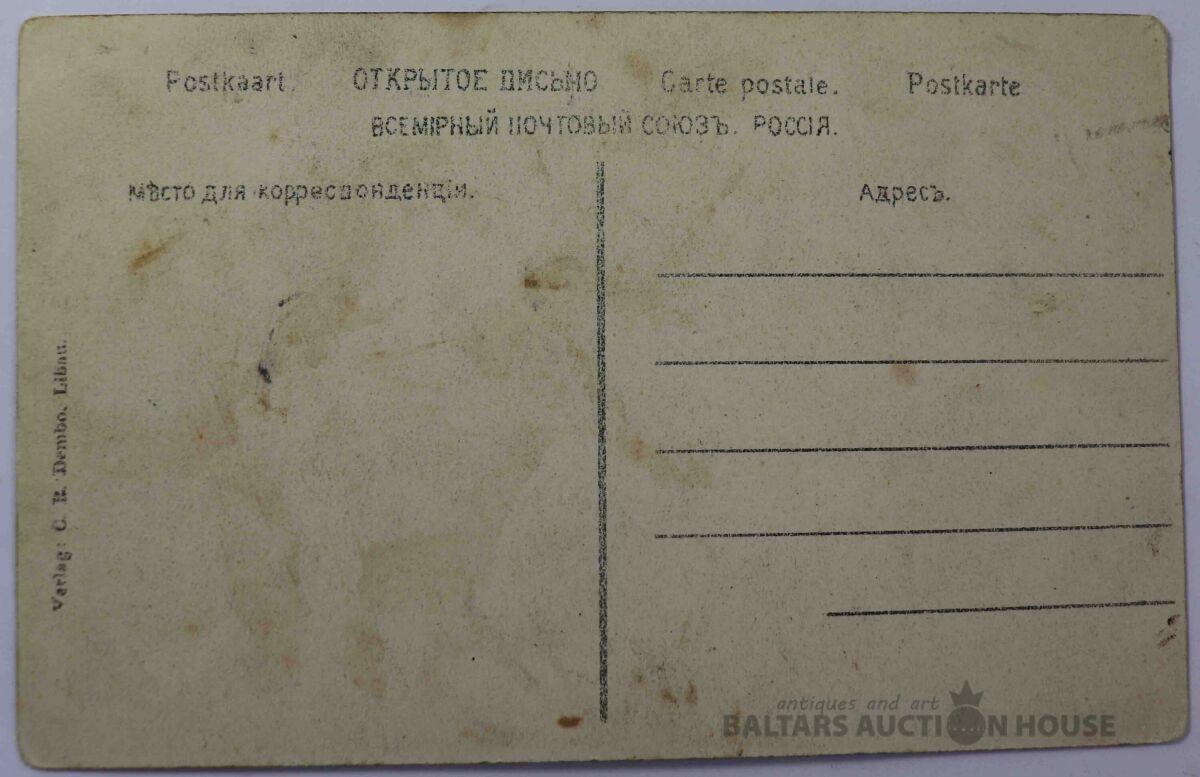 Postkaart. ОТКРЫТОЕ ПИСЬМО Carte postale. Postkarte
ВСЕМІРНЫЙ ПОЧТОВЫЙ СОЮЗЪ. РОССІЯ.
Мѣсто для корреспонденціи.
Адресъ.
Verlag: C. R. Dembo, Libau.
antiques and art
BALTARS AUCTION HOUSE